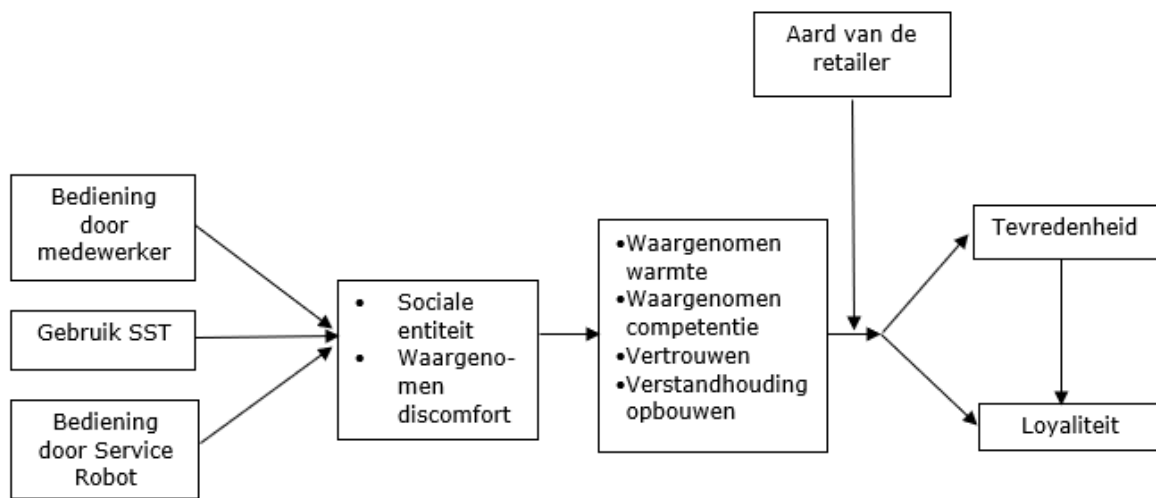 Aard van de
retailer
Bediening
door
medewerker
Gebruik SST
Bediening
door Service
Robot
• Sociale
entiteit
• Waargeno-
men
discomfort
•Waargenomen
warmte
•Waargenomen
competentie
•Vertrouwen
•Verstandhouding
opbouwen
Tevredenheid
Loyaliteit